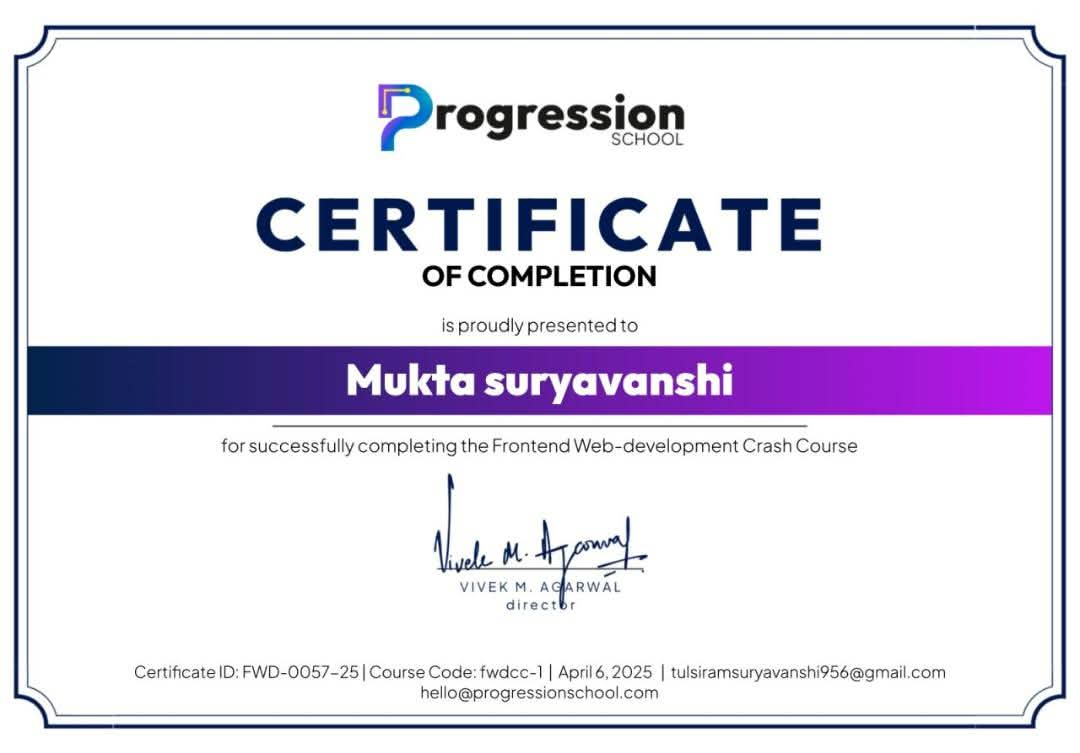 Progression
SCHOOL
CERTIFICATE
OF COMPLETION
is proudly presented to
Mukta suryavanshi
for successfully completing the Frontend Web-development Crash Course
Vivek M. Agarwal
VIVEK M. AGARWAL
director
Certificate ID: FWD-0057-25 | Course Code: fwdcc-1 | April 6, 2025 | tulsiramsuryavanshi956@gmail.com
hello@progressionschool.com